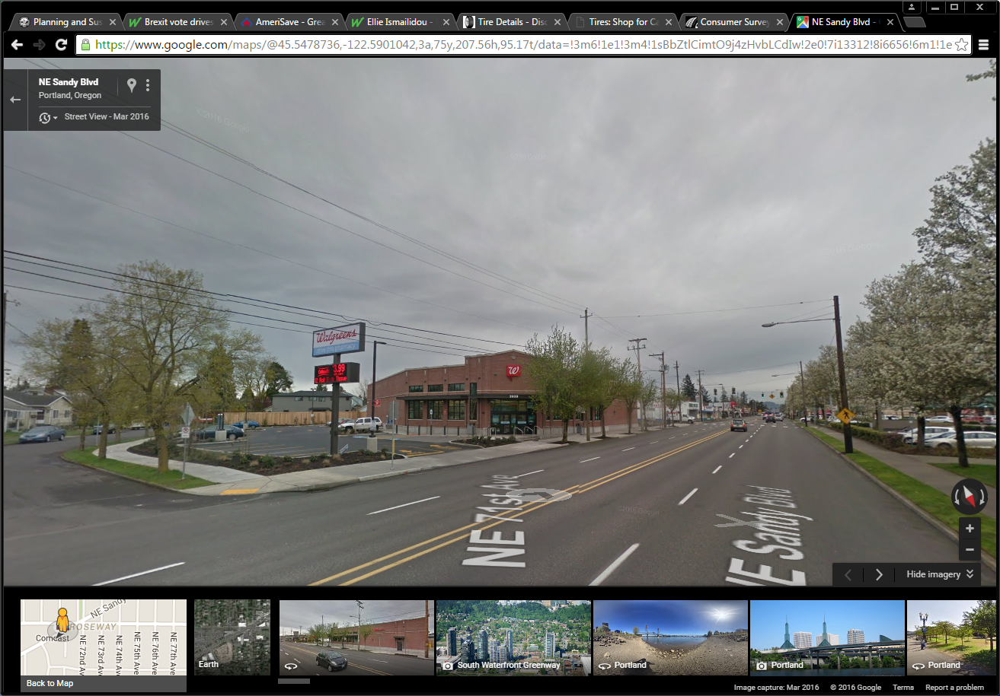 Planning and Sus
Brexit vote drives
AmeriSave - Grea
Ellie Ismailidou -
Tire Details - Disc
Tires: Shop for Ca
Consumer Survey
NE Sandy Blvd -
https://www.google.com/maps/@45.5478736,-122.5901042,3a,75y,207.56h,95.17t/data=!3m6!1e1!3m4!1sBbZtlCimtO9j4zHvbLCdIw!2e0!7i13312!8i6656!6m1!1e
NE Sandy Blvd
Portland, Oregon
Street View - Mar 2016
©2016 Google
Walgreens
3.99
W
NE 71st Ave
NE Sandy Blvd
©2016 Google
Hide imagery
NE Sandy
ROSEWAY
Comcast
NE 72nd A
NE 73rd Av
NE 74th Av
NE 75th Ave
NE 76th Ave
NE 77th Ave
Back to Map
Earth
South Waterfront Greenway
Portland
Portland
Portland
Image capture: Mar 2016
© 2016 Google
Terms
Report a problem